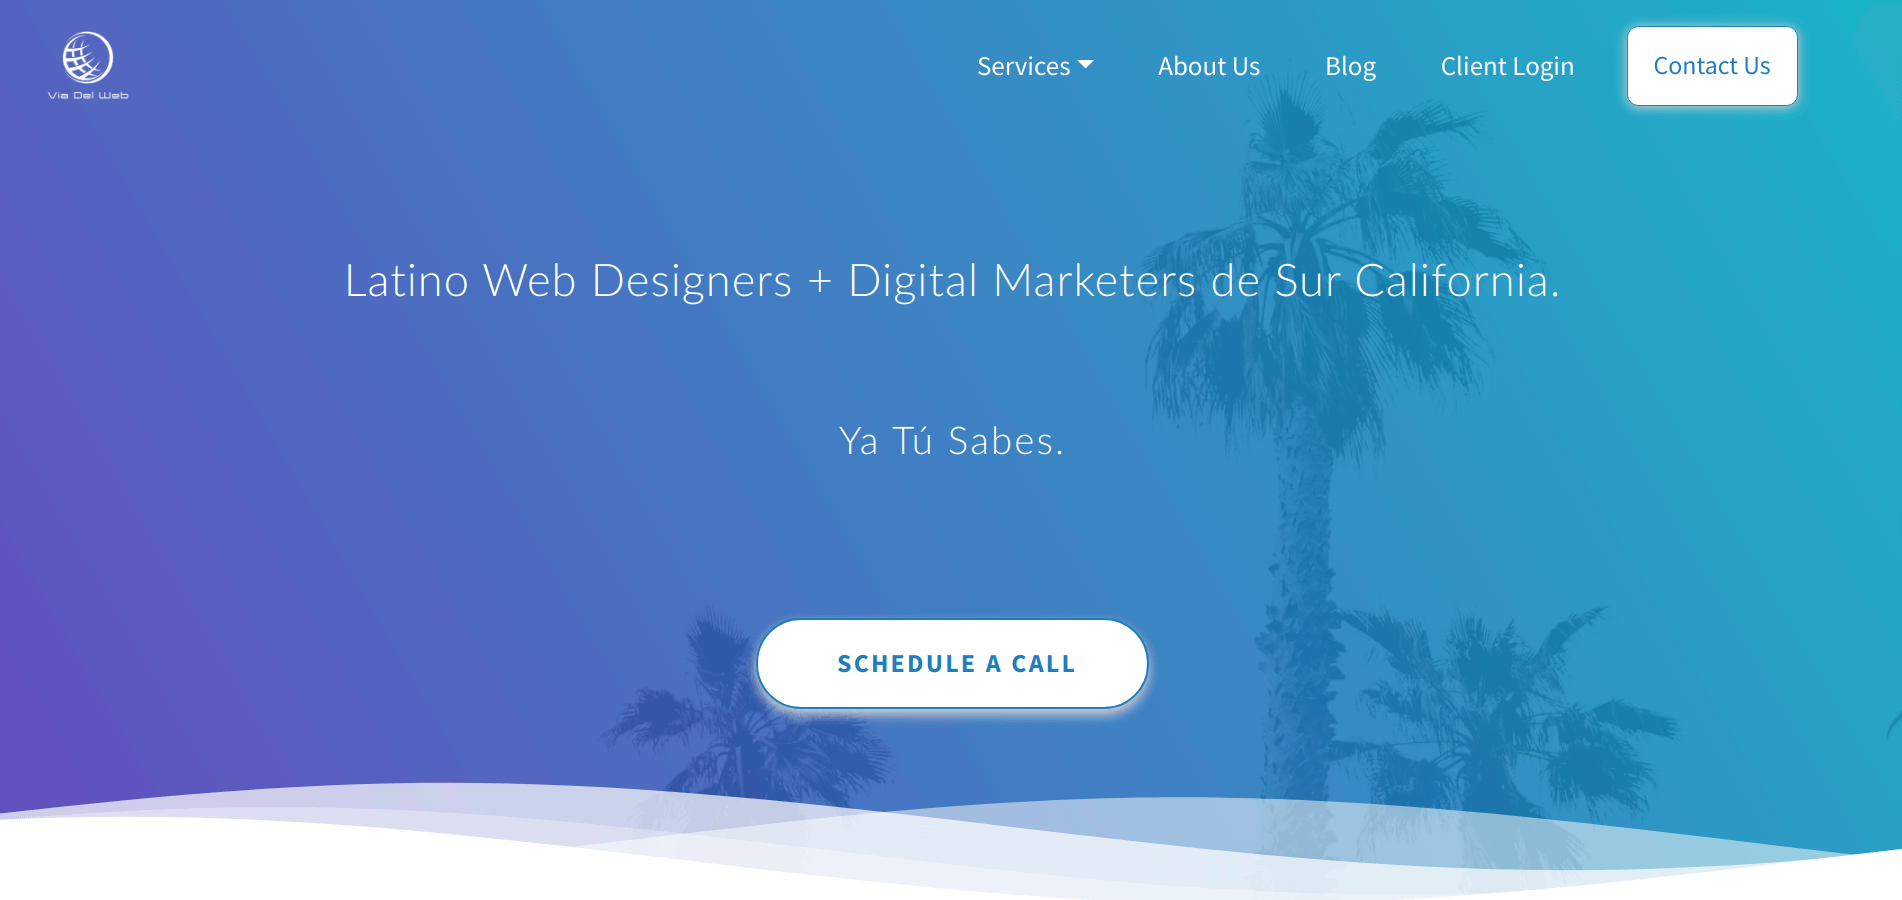 Via Del Web
Services
About Us
Blog
Client Login
Contact Us
Latino Web Designers + Digital Marketers de Sur California.
Ya Tú Sabes.
SCHEDULE A CALL